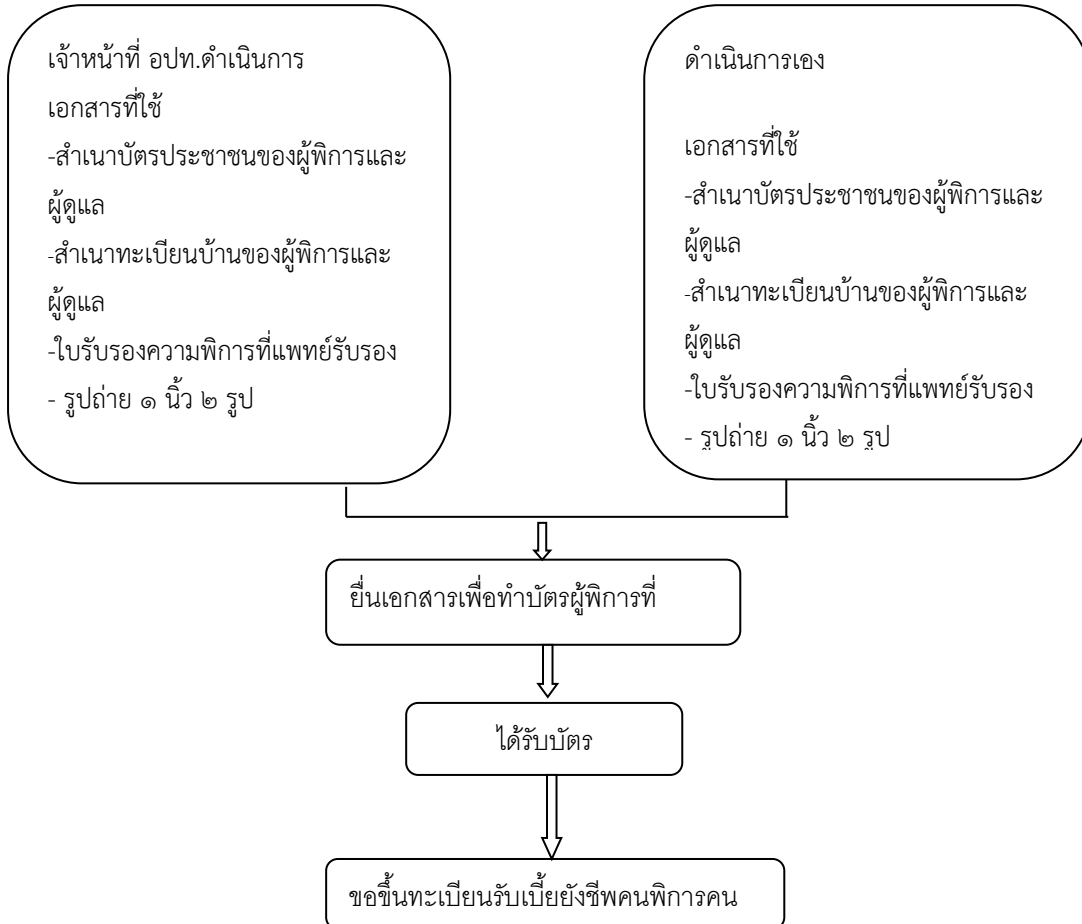 เจ้าหน้าที่ อปท.ดำเนินการ
เอกสารที่ใช้
-สำเนาบัตรประชาชนของผู้พิการและ
ผู้ดูแล
-สำเนาทะเบียนบ้านของผู้พิการและ
ผู้ดูแล
-ใบรับรองความพิการที่แพทย์รับรอง
- รูปถ่าย ๑ นิ้ว ๒ รูป
ดำเนินการเอง
เอกสารที่ใช้
-สำเนาบัตรประชาชนของผู้พิการและ
ผู้ดูแล
-สำเนาทะเบียนบ้านของผู้พิการและ
ผู้ดูแล
-ใบรับรองความพิการที่แพทย์รับรอง
- รูปถ่าย ๑ นิ้ว ๒ รูป
ยื่นเอกสารเพื่อทำบัตรผู้พิการที่
ได้รับบัตร
ขอขึ้นทะเบียนรับเบี้ยยังชีพคนพิการคน